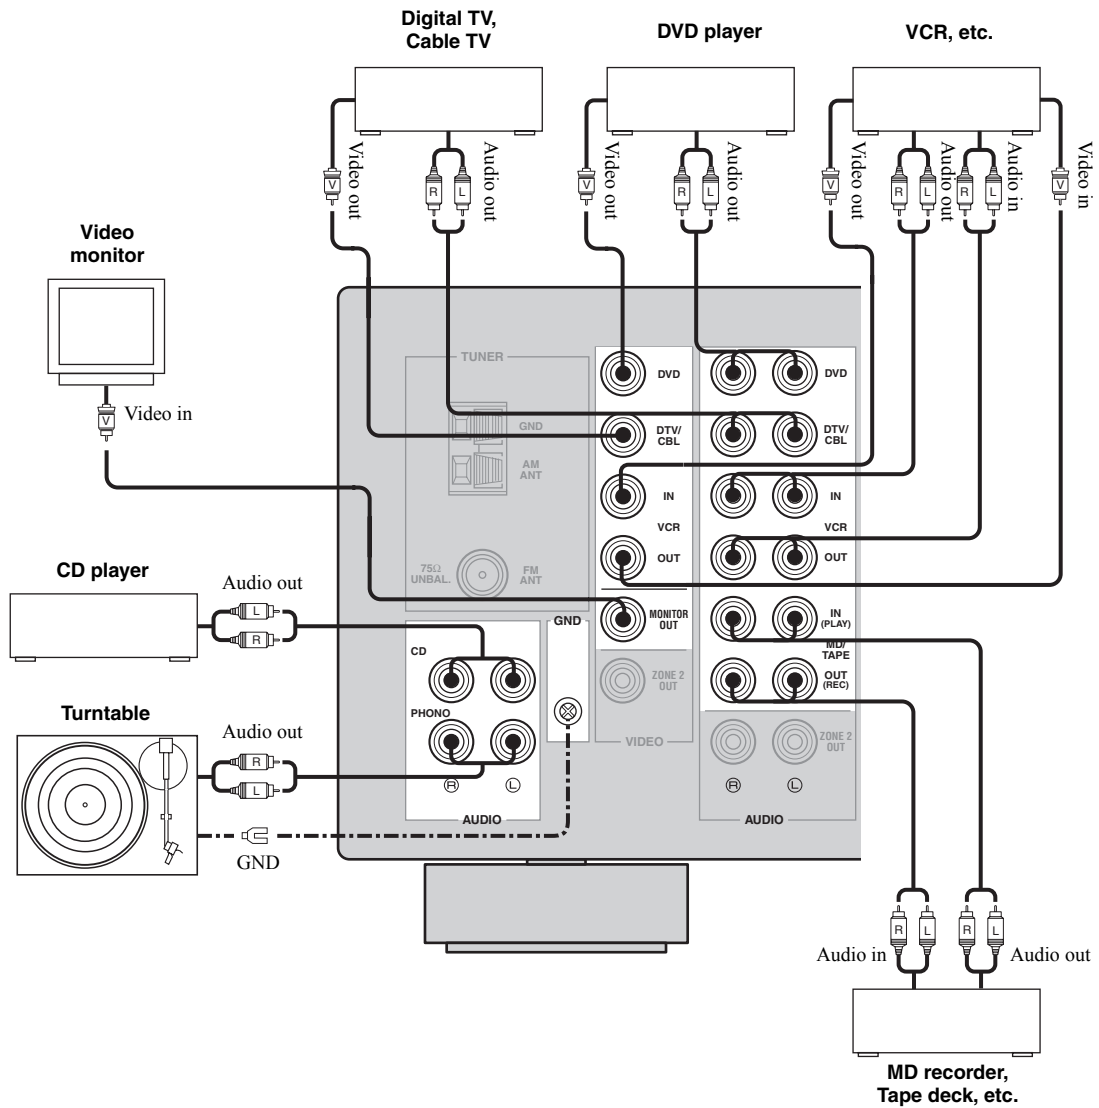 Digital TV,
Cable TV
DVD player
VCR, etc.
Video out
Audio out
Video out
Audio out
Video out
Audio out
Audio in
Video in
V
R
L
V
R
L
V
R
L
R
L
V
Video
monitor
V
Video in
TUNER
GND
AM
ANT
75Ω
UNBAL.
FM
ANT
DVD
DVD
DTV/
CBL
DTV/
CBL
IN
IN
VCR
VCR
OUT
OUT
MONITOR
OUT
IN
(PLAY)
MD/
TAPE
OUT
(REC)
ZONE 2
OUT
ZONE 2
OUT
VIDEO
R
L
AUDIO
CD player
Audio out
L
R
GND
CD
PHONO
R
L
AUDIO
Turntable
Audio out
R
L
GND
R
L
R
L
Audio in
Audio out
MD recorder,
Tape deck, etc.